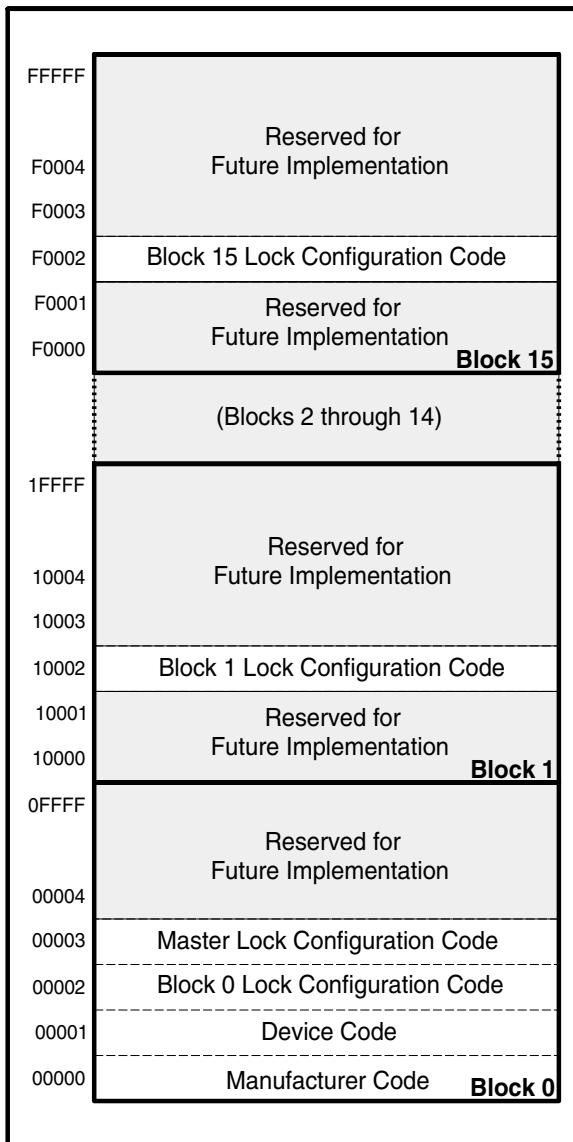 FFFFF
Reserved for
Future Implementation
F0004
F0003
F0002 Block 15 Lock Configuration Code
F0001
Reserved for
Future Implementation
F0000
Block 15
(Blocks 2 through 14)
1FFFF
Reserved for
Future Implementation
10004
10003
10002 Block 1 Lock Configuration Code
10001
Reserved for
Future Implementation
10000
Block 1
0FFFF
Reserved for
Future Implementation
00004
00003 Master Lock Configuration Code
00002 Block 0 Lock Configuration Code
00001 Device Code
00000 Manufacturer Code Block 0